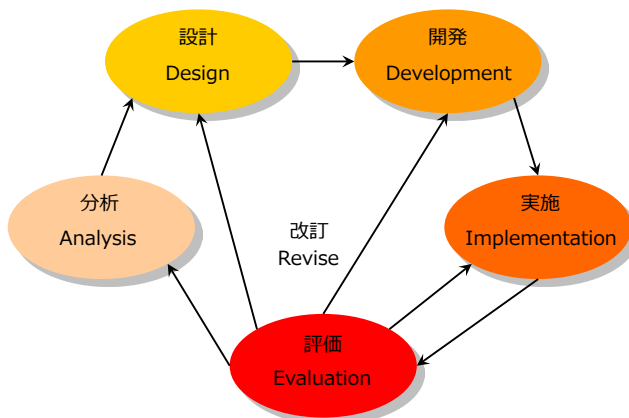 設計
Design
開発
Development
分析
Analysis
実施
Implementation
改訂
Revise
評価
Evaluation